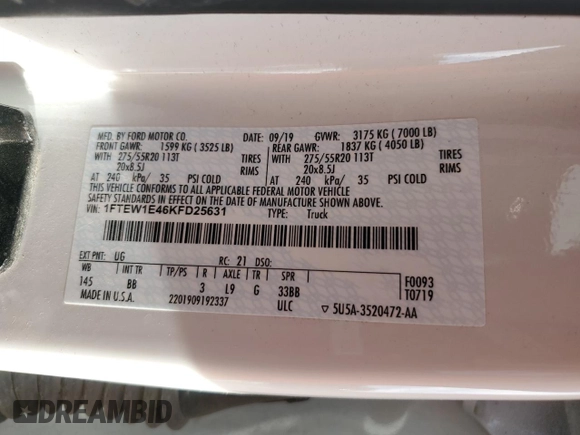 MFD. BY FORD MOTOR CO. 09/19 GVWR: 3175 KG ( 7000 LB)
FRONT GAWR: 1599 KG ( 3525 LB) REAR GAWR: 1837 KG ( 4050 LB)
WITH 275/55R20 113T TIRES WITH 275/55R20 113T TIRES
20x8.5J RIMS 20x8.5J RIMS
AT 240 kPa/ 35 PSI COLD AT 240 kPa/ 35 PSI COLD
THIS VEHICLE CONFORMS TO ALL APPLICABLE FEDERAL MOTOR VEHICLE
SAFETY STANDARDS IN EFFECT ON THE DATE OF MANUFACTURE SHOWN ABOVE.
VIN: 1FTEW1E46KFD25631 TYPE: Truck
EXT PNT: UG RC: 21 DSO:
WB INT TR TP/PS R AXLE TR SPR F0093
145 BB 3 L9 G 33BB T0719
MADE IN U.S.A. 2201909192337 ULC ▽ 5U5A-3520472-AA
DREAMBID